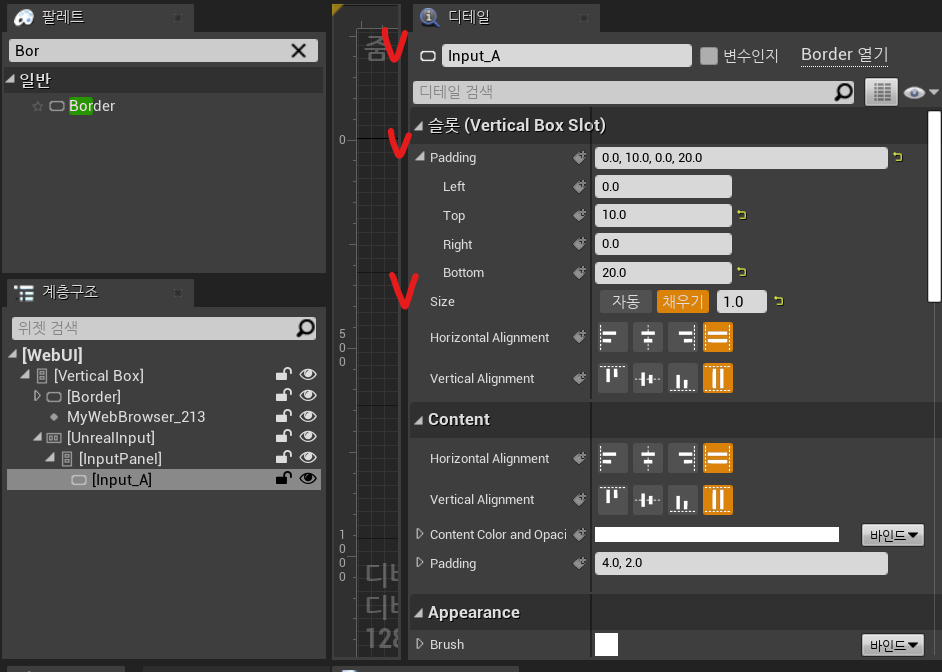 팔레트
Bor
일반
Border
계층구조
위젯 검색
[WebUI]
[Vertical Box]
[Border]
MyWebBrowser_213
[UnrealInput]
[InputPanel]
[Input_A]
줌
0
5
0
0
1
0
0
0
128
디테일
Input_A
변수인지
Border 열기
디테일 검색
슬롯 (Vertical Box Slot)
Padding
0.0, 10.0, 0.0, 20.0
Left
0.0
Top
10.0
Right
0.0
Bottom
20.0
Size
자동
채우기
1.0
Horizontal Alignment
Vertical Alignment
Content
Horizontal Alignment
Vertical Alignment
Content Color and Opaci
바인드
Padding
4.0, 2.0
Appearance
Brush
바인드